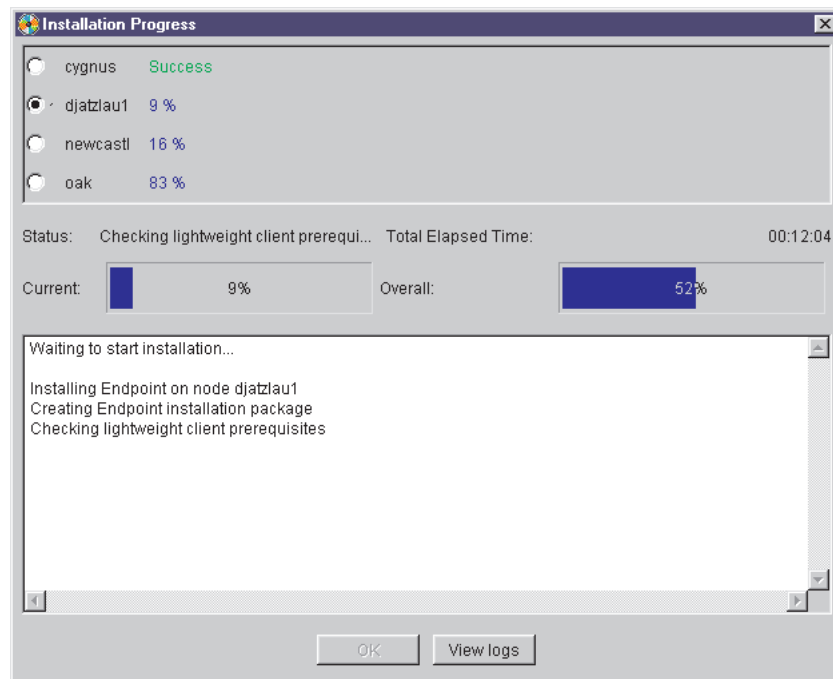 Installation Progress
cygnus Success
djatzlau1 9 %
newcastl 16 %
oak 83 %
Status: Checking lightweight client prerequi... Total Elapsed Time: 00:12:04
Current: 9% Overall: 52%
Waiting to start installation...
Installing Endpoint on node djatzlau1
Creating Endpoint installation package
Checking lightweight client prerequisites
OK View logs